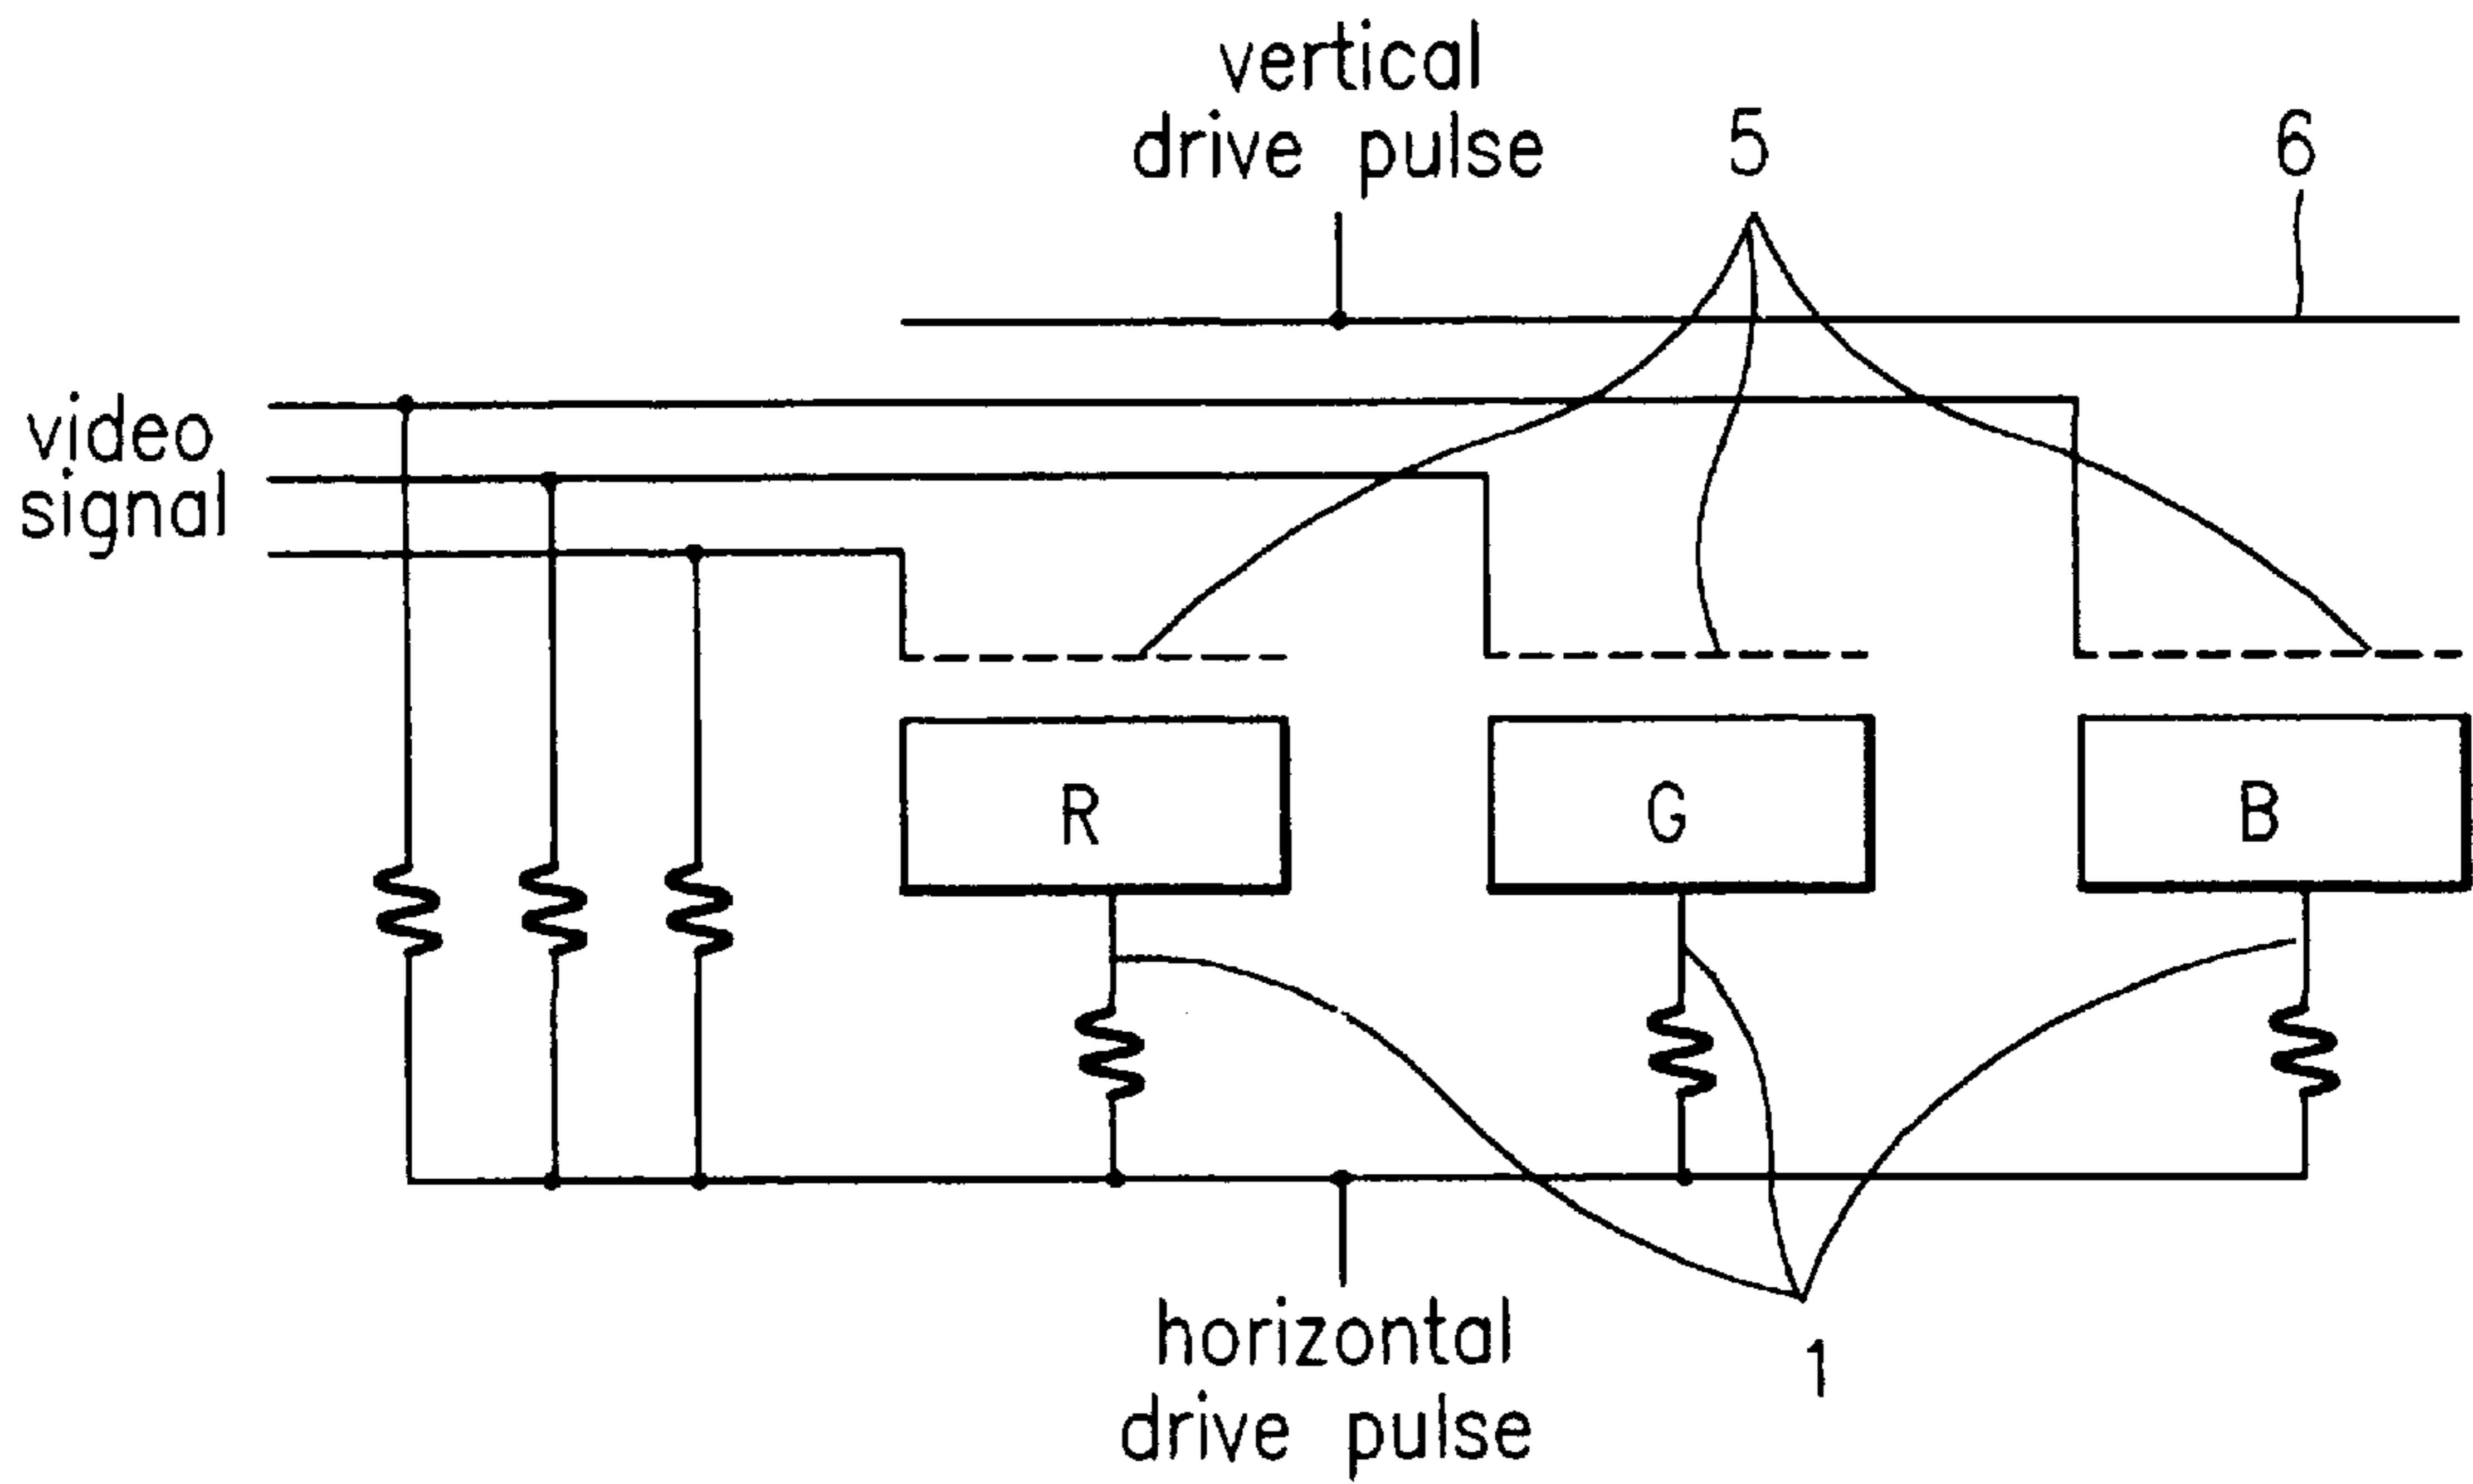 vertical
drive pulse
5
6
video
signal
R
G
B
horizontal
drive pulse
1